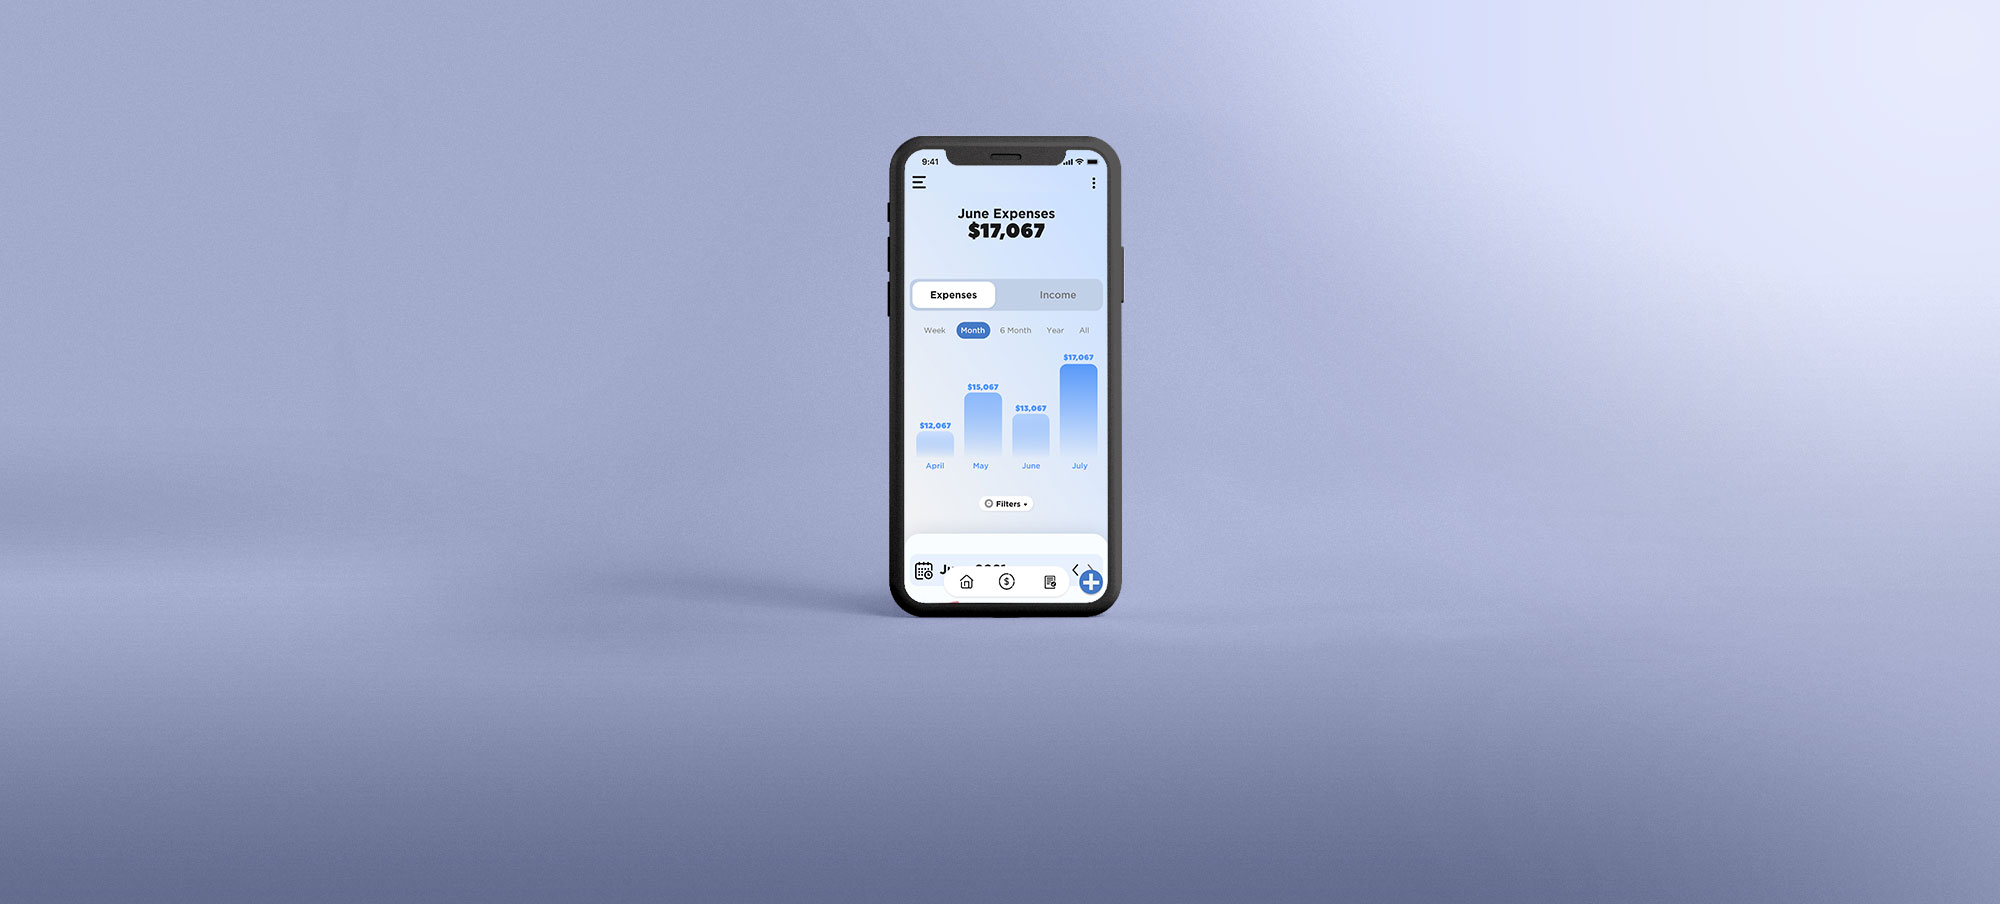 9:41
June Expenses
$17,067
Expenses Income
Week Month 6 Month Year All
$17,067
$15,067
$13,067
$12,067
April May June July
Filters